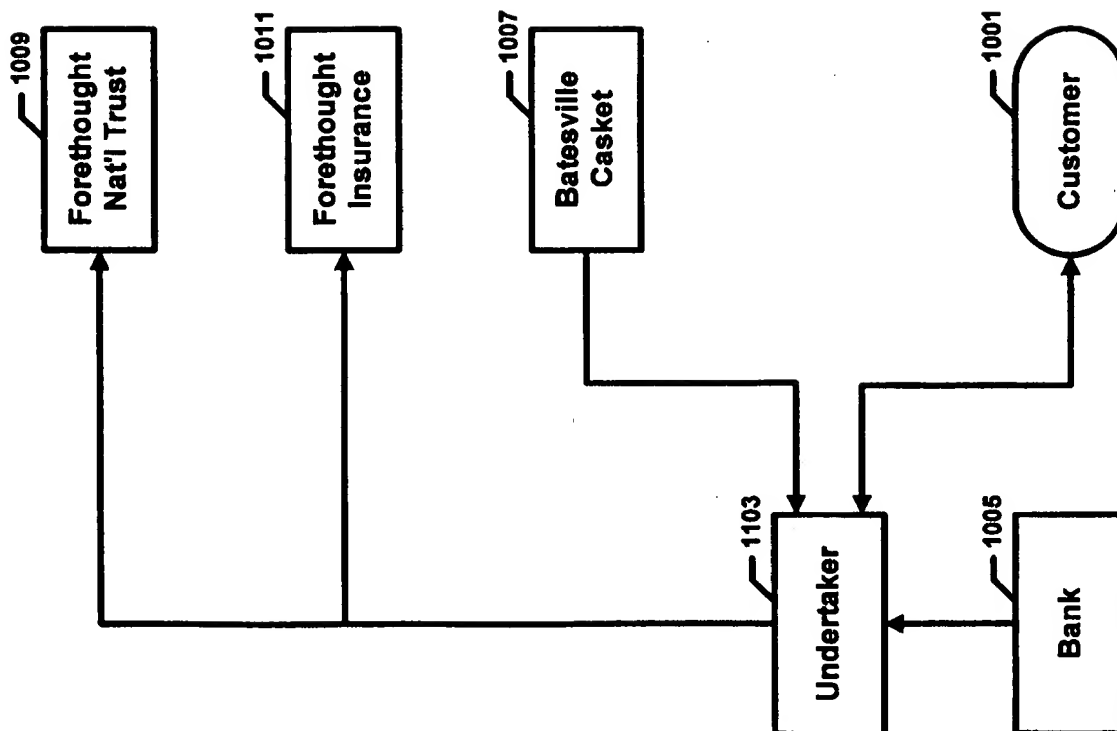 1009
Forethought
Nat'l Trust
1011
Forethought
Insurance
1007
Batesville
Casket
1001
Customer
1103
Undertaker
1005
Bank